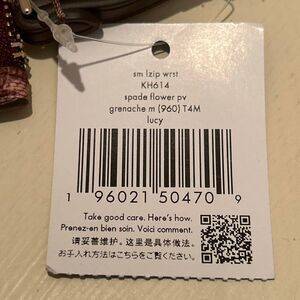 sm lzip wrst
KH614
spade flower pv
grenache m (960) T4M
lucy
1 96021 50470 9
Take good care. Here's how.
Prenez-en bien soin. Voici comment.
请妥善维护。这里是具体做法。
お手入れ方法はこちらをご覧ください。